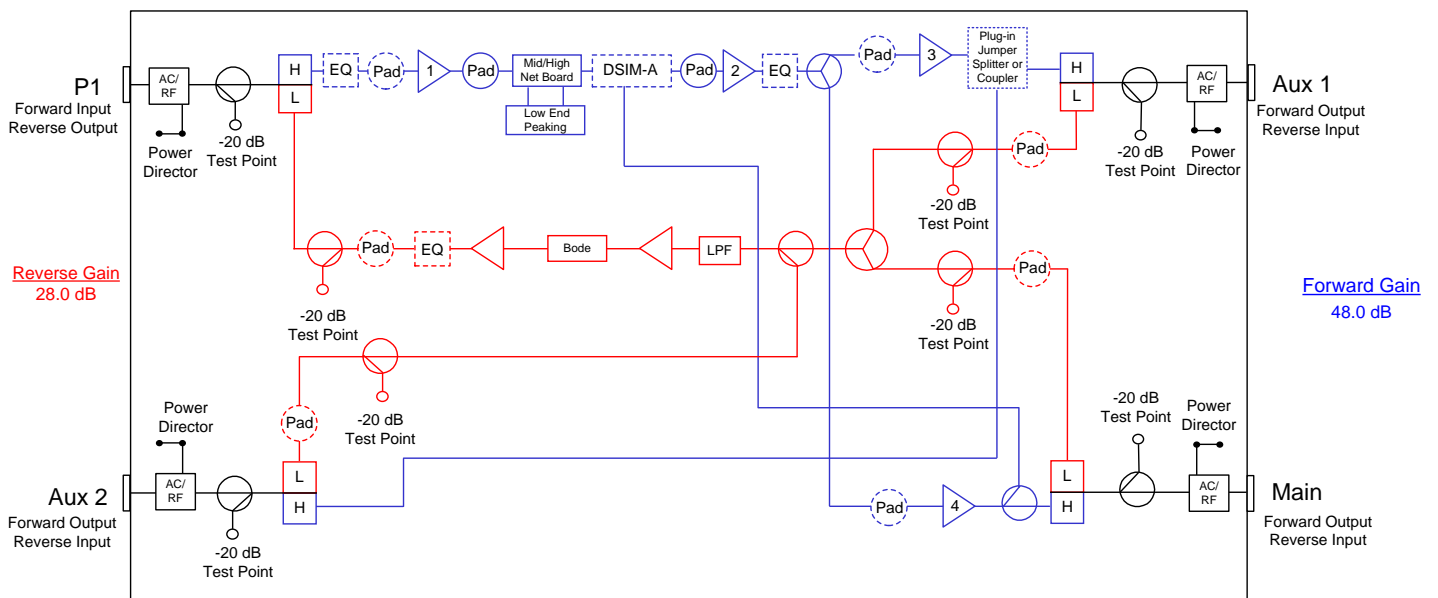 P1
Forward Input
Reverse Output
AC/
RF
Power
Director
-20 dB
Test Point
H
L
EQ
Pad
1
Pad
Mid/High
Net Board
Low End
Peaking
DSIM-A
Pad
2
EQ
Pad
3
Plug-in
Jumper
Splitter or
Coupler
H
L
-20 dB
Test Point
AC/
RF
Power
Director
Aux 1
Forward Output
Reverse Input
Pad
-20 dB
Test Point
Reverse Gain
28.0 dB
-20 dB
Test Point
Pad
EQ
Bode
LPF
-20 dB
Test Point
Pad
Forward Gain
48.0 dB
-20 dB
Test Point
Pad
Power
Director
Aux 2
Forward Output
Reverse Input
AC/
RF
-20 dB
Test Point
L
H
Pad
4
L
H
-20 dB
Test Point
Power
Director
AC/
RF
Main
Forward Output
Reverse Input